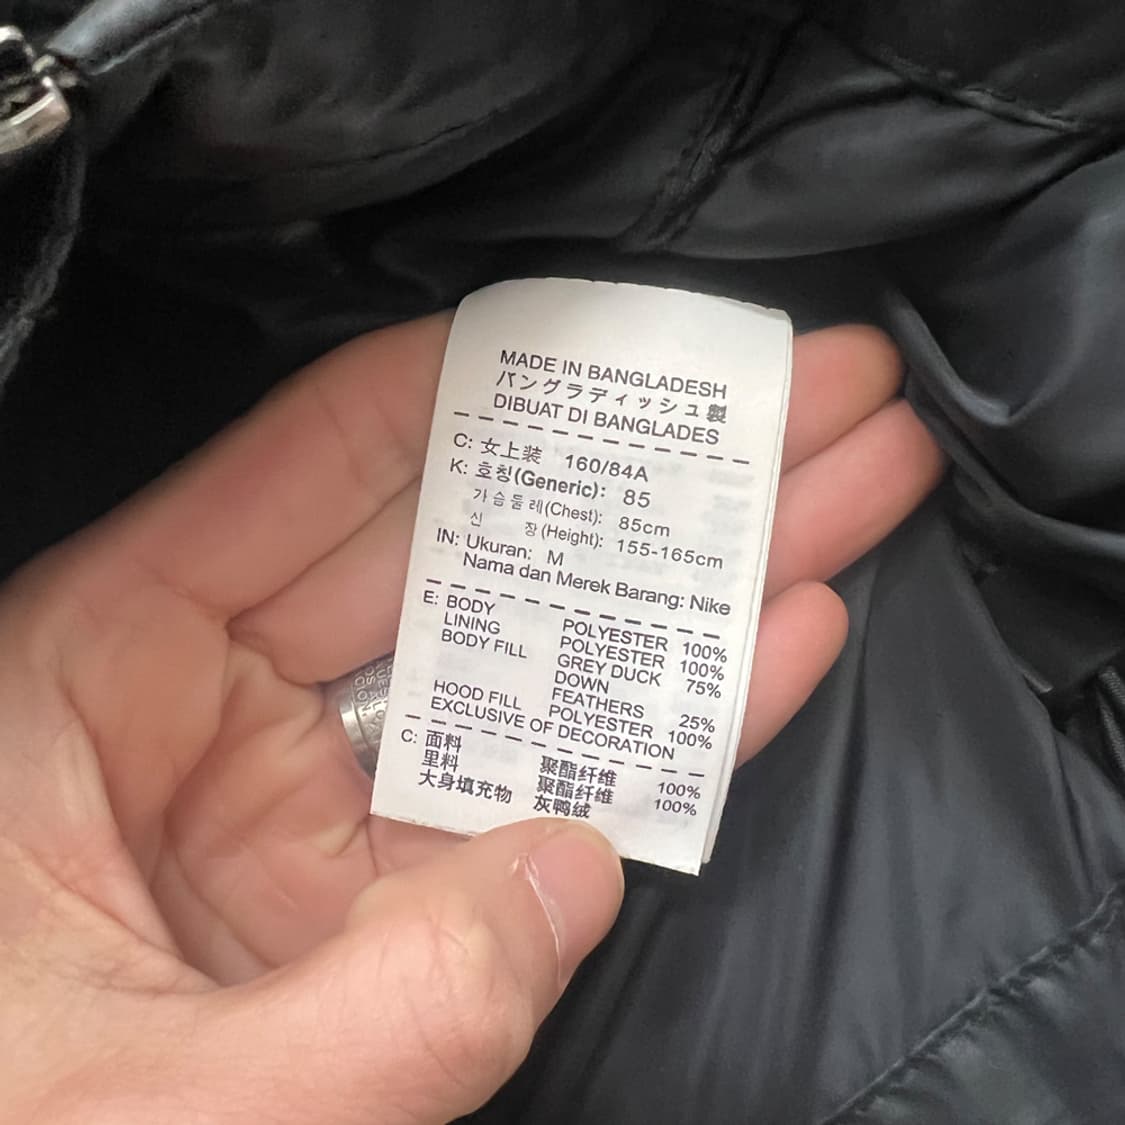 MADE IN BANGLADESH
バングラディッシュ製
DIBUAT DI BANGLADES
C: 女上装 160/84A
K: 호칭(Generic): 85
가슴둘레(Chest): 85cm
신 장(Height): 155-165cm
IN: Ukuran: M
Nama dan Merek Barang: Nike
E: BODY POLYESTER 100%
LINING POLYESTER 100%
BODY FILL GREY DUCK DOWN 75%
FEATHERS 25%
HOOD FILL POLYESTER 100%
EXCLUSIVE OF DECORATION
C: 面料 聚酯纤维 100%
里料 聚酯纤维 100%
大身填充物 灰鸭绒